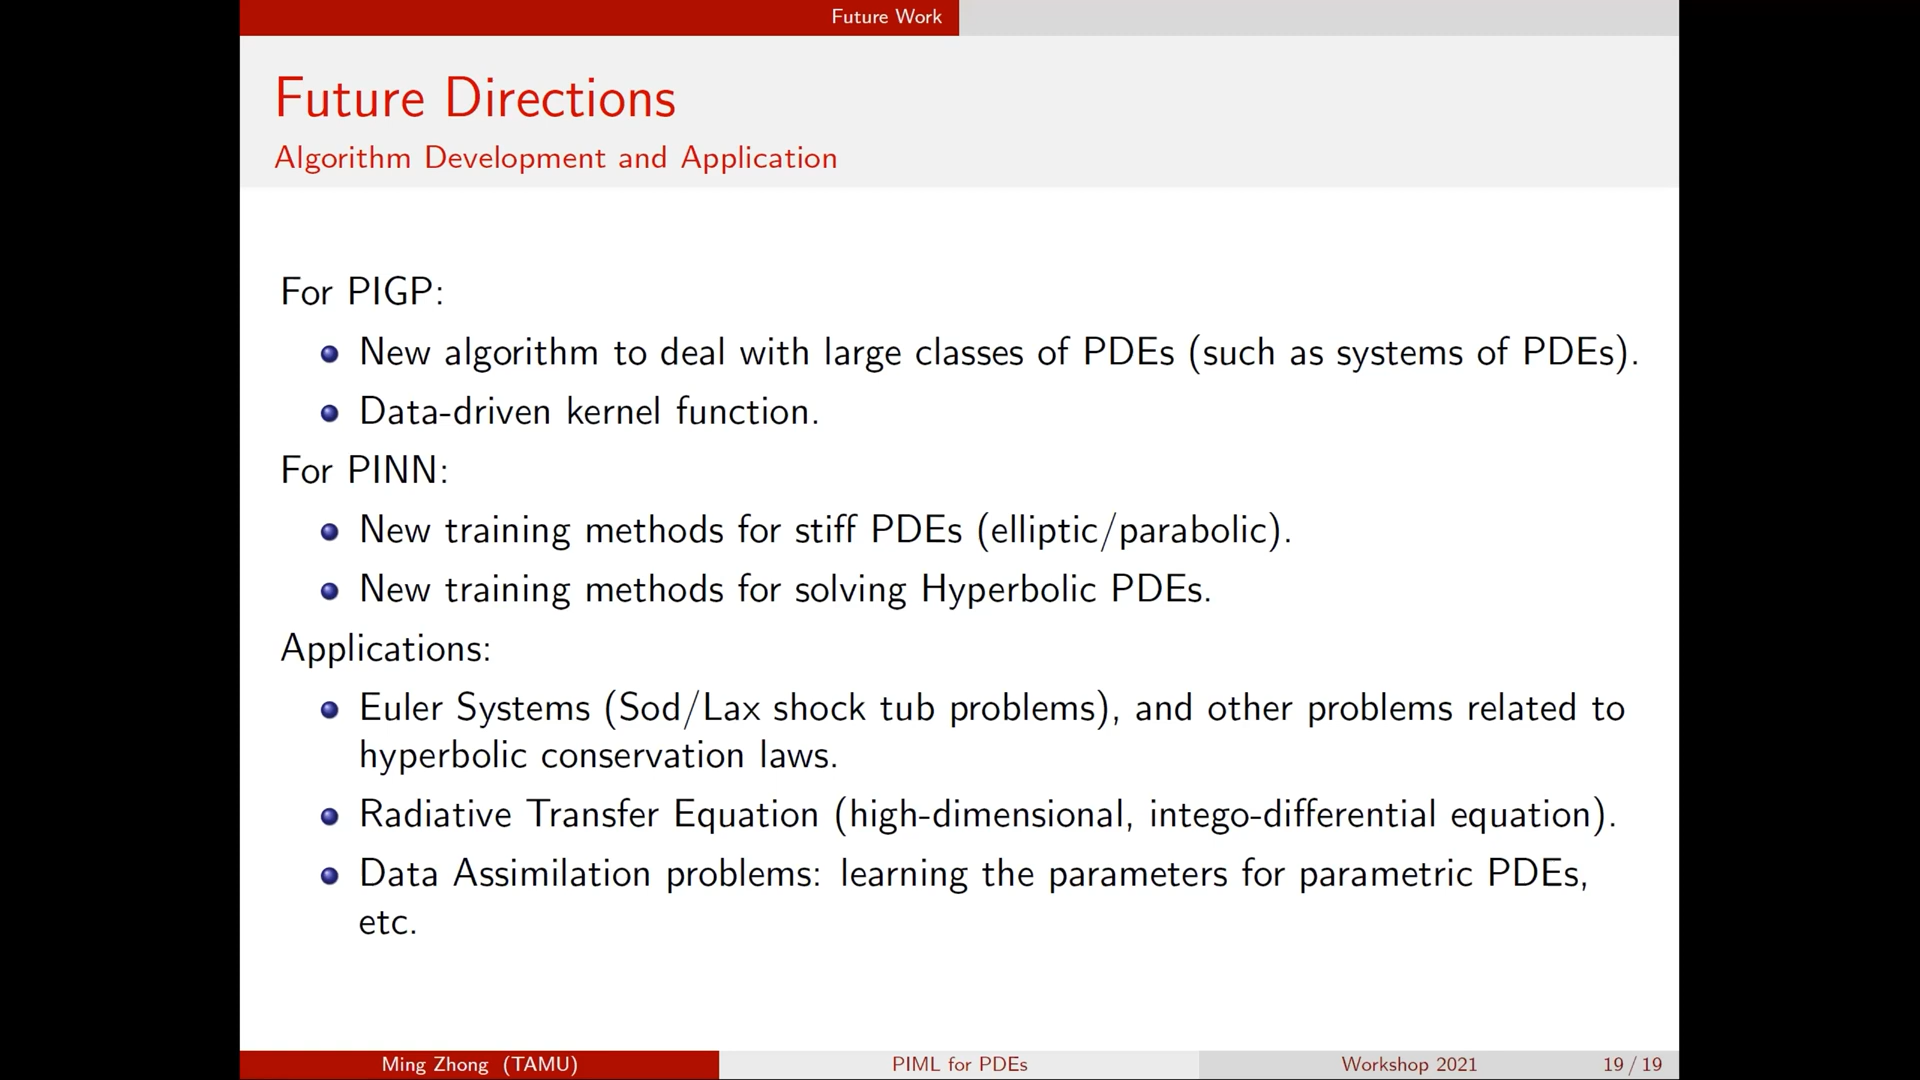 Future Work
Future Directions
Algorithm Development and Application
For PIGP:
New algorithm to deal with large classes of PDEs (such as systems of PDEs).
Data-driven kernel function.
For PINN:
New training methods for stiff PDEs (elliptic/parabolic).
New training methods for solving Hyperbolic PDEs.
Applications:
Euler Systems (Sod/Lax shock tub problems), and other problems related to
hyperbolic conservation laws.
Radiative Transfer Equation (high-dimensional, intego-differential equation).
Data Assimilation problems: learning the parameters for parametric PDEs,
etc.
Ming Zhong (TAMU) PIML for PDEs Workshop 2021 19 / 19